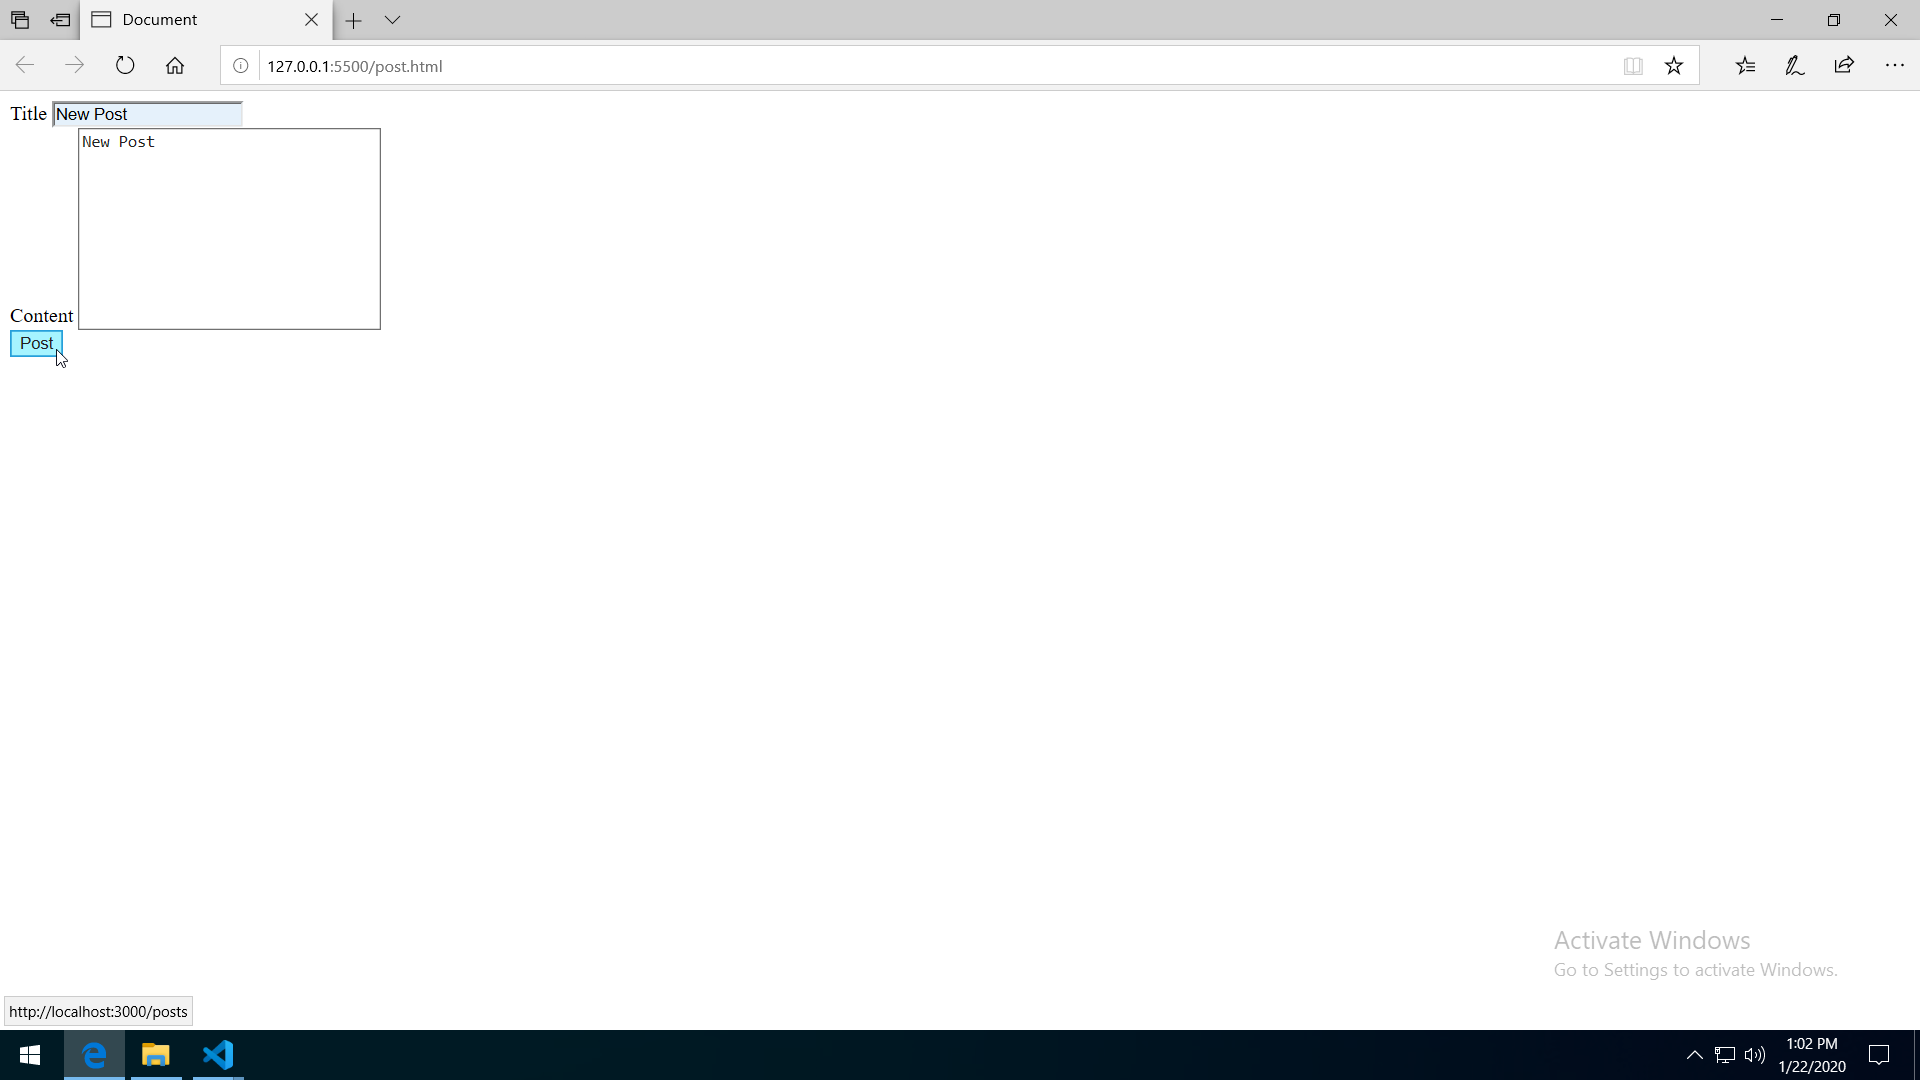 Document
127.0.0.1:5500/post.html
Title New Post
New Post
Content
Post
Activate Windows
Go to Settings to activate Windows.
http://localhost:3000/posts
1:02 PM
1/22/2020